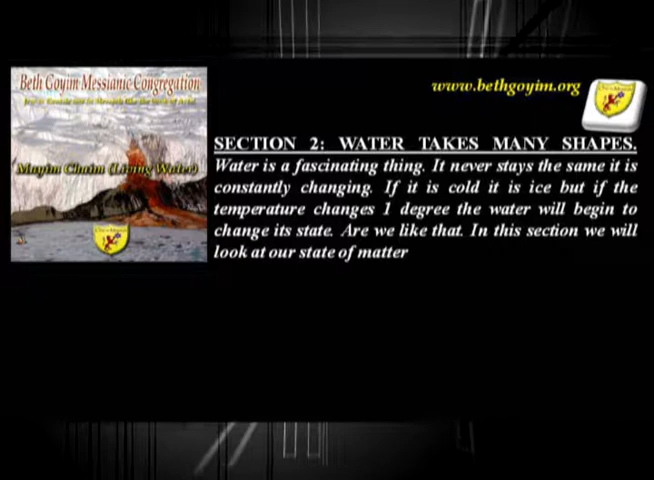 Beth Goyim Messianic Congregation
Mayim Chaim (Living Water)
www.bethgoyim.org
SECTION 2: WATER TAKES MANY SHAPES.
Water is a fascinating thing. It never stays the same it is
constantly changing. If it is cold it is ice but if the
temperature changes 1 degree the water will begin to
change its state. Are we like that. In this section we will
look at our state of matter